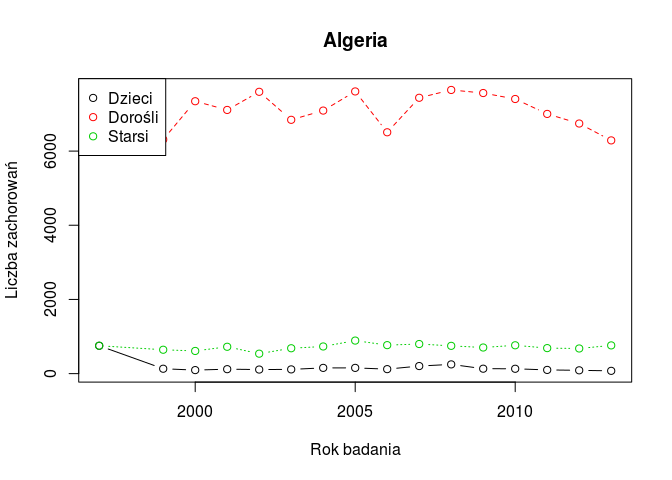 Algeria
Dzieci
Dorośli
Starsi
Liczba zachorowań
6000
4000
2000
0
2000 2005 2010
Rok badania